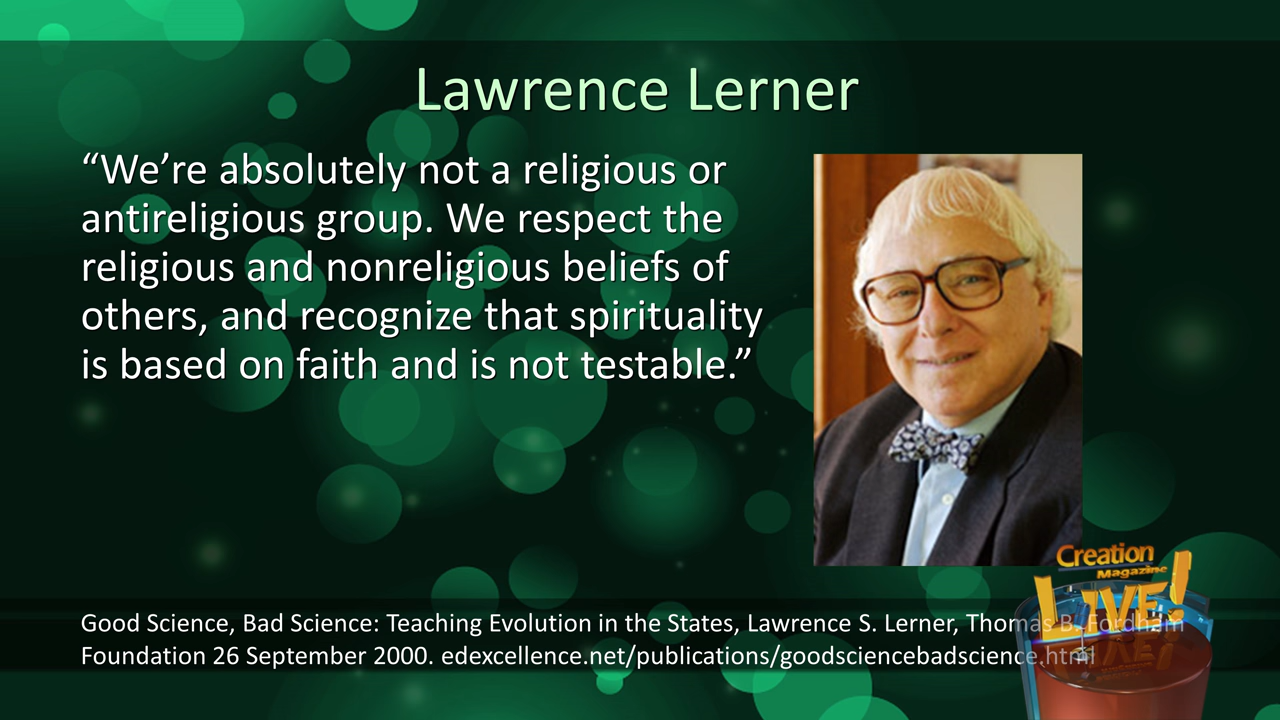 Lawrence Lerner
“We’re absolutely not a religious or
antireligious group. We respect the
religious and nonreligious beliefs of
others, and recognize that spirituality
is based on faith and is not testable.”
Good Science, Bad Science: Teaching Evolution in the States, Lawrence S. Lerner, Thomas B. Fordham
Foundation 26 September 2000. edexcellence.net/publications/goodsciencebadscience.html
Creation
Magazine
LIVE!